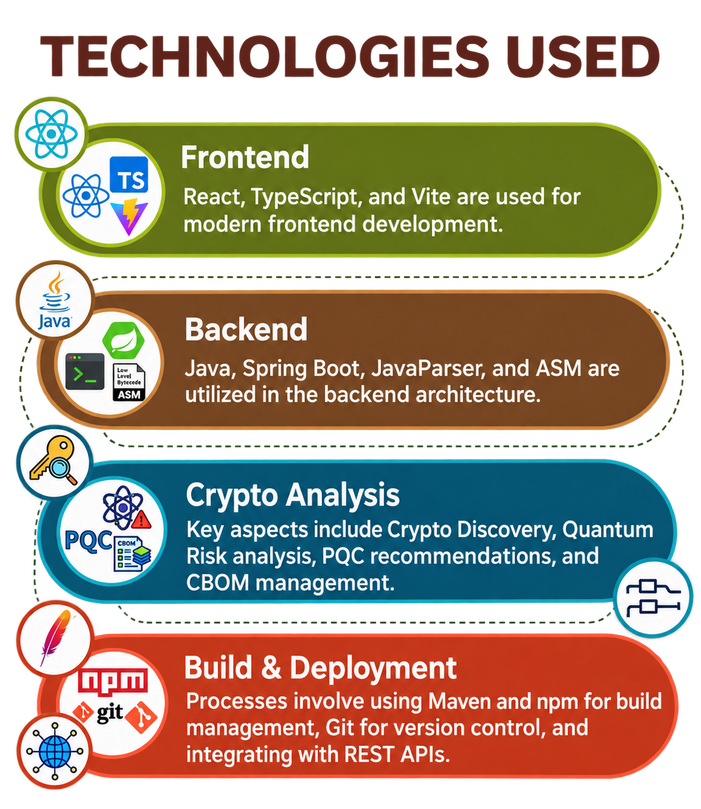 TECHNOLOGIES USED
Frontend
TS
React, TypeScript, and Vite are used for
modern frontend development.
Java
Backend
>_
Low
Level
Bytecode
ASM
Java, Spring Boot, JavaParser, and ASM are
utilized in the backend architecture.
Crypto Analysis
PQC
CBOM
Key aspects include Crypto Discovery, Quantum
Risk analysis, PQC recommendations, and
CBOM management.
Build & Deployment
npm
git
Processes involve using Maven and npm for build
management, Git for version control, and
integrating with REST APIs.